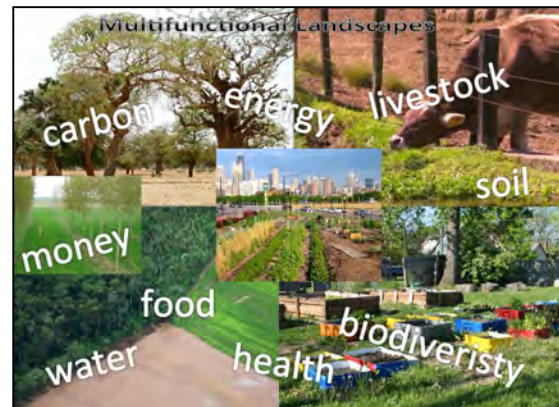 Multifunctional Landscapes
carbon
energy
livestock
soil
money
food
water
health
biodiveristy